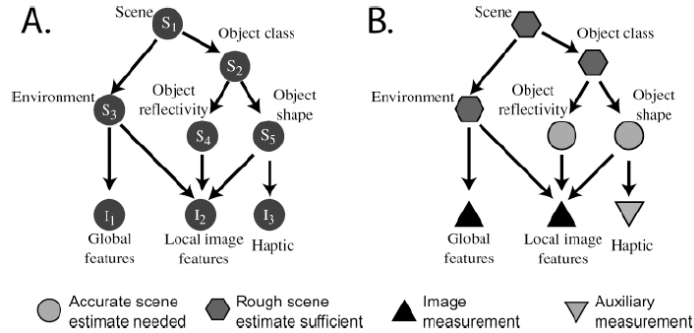 A.
Scene
S1
Object class
S2
Environment
Object
reflectivity
Object
shape
S3
S4
S5
I1
I2
I3
Global
features
Local image
features
Haptic
B.
Scene
Object class
Environment
Object
reflectivity
Object
shape
Global
features
Local image
features
Haptic
Accurate scene
estimate needed
Rough scene
estimate sufficient
Image
measurement
Auxiliary
measurement